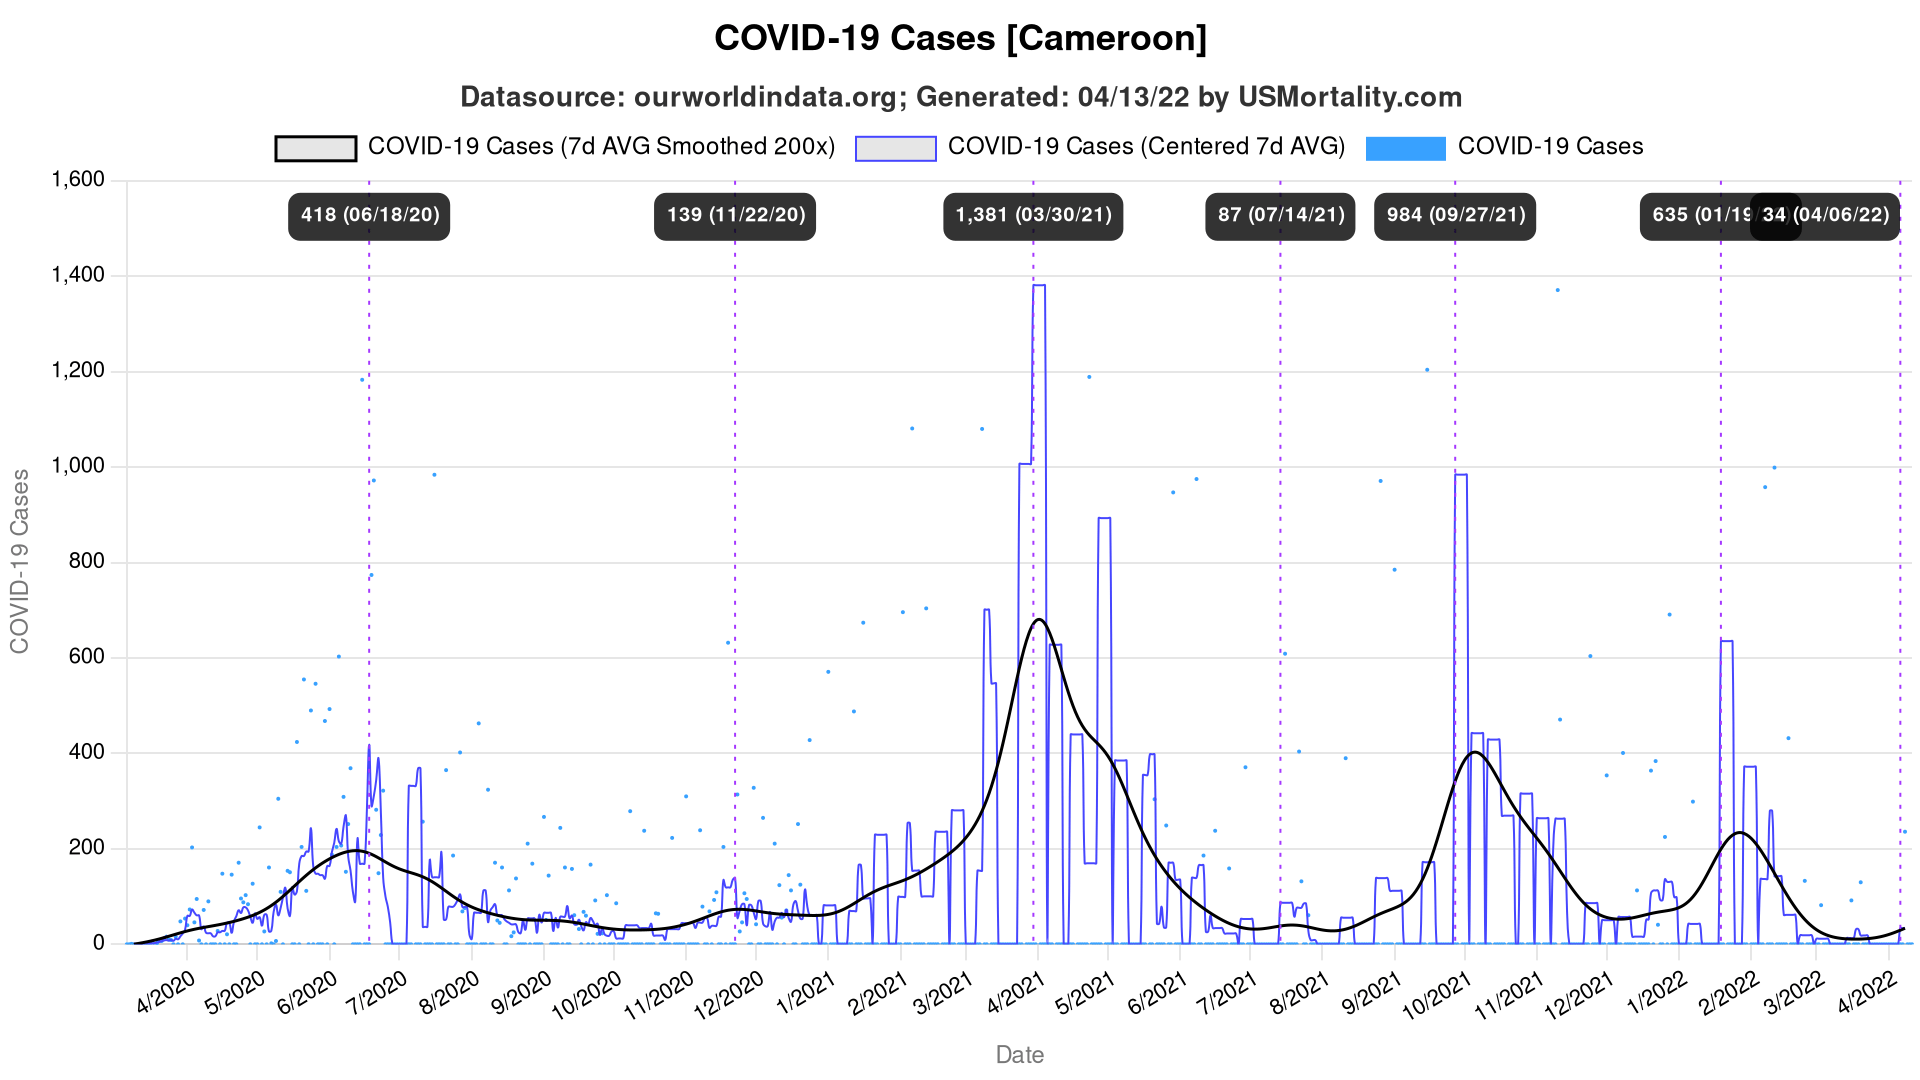 COVID-19 Cases [Cameroon]
Datasource: ourworldindata.org; Generated: 04/13/22 by USMortality.com
COVID-19 Cases (7d AVG Smoothed 200x) COVID-19 Cases (Centered 7d AVG) COVID-19 Cases
418 (06/18/20) 139 (11/22/20) 1,381 (03/30/21) 87 (07/14/21) 984 (09/27/21) 635 (01/19/ 34 (04/06/22)
1,600
1,400
1,200
1,000
800
600
400
200
0
COVID-19 Cases
4/2020 5/2020 6/2020 7/2020 8/2020 9/2020 10/2020 11/2020 12/2020 1/2021 2/2021 3/2021 4/2021 5/2021 6/2021 7/2021 8/2021 9/2021 10/2021 11/2021 12/2021 1/2022 2/2022 3/2022 4/2022
Date